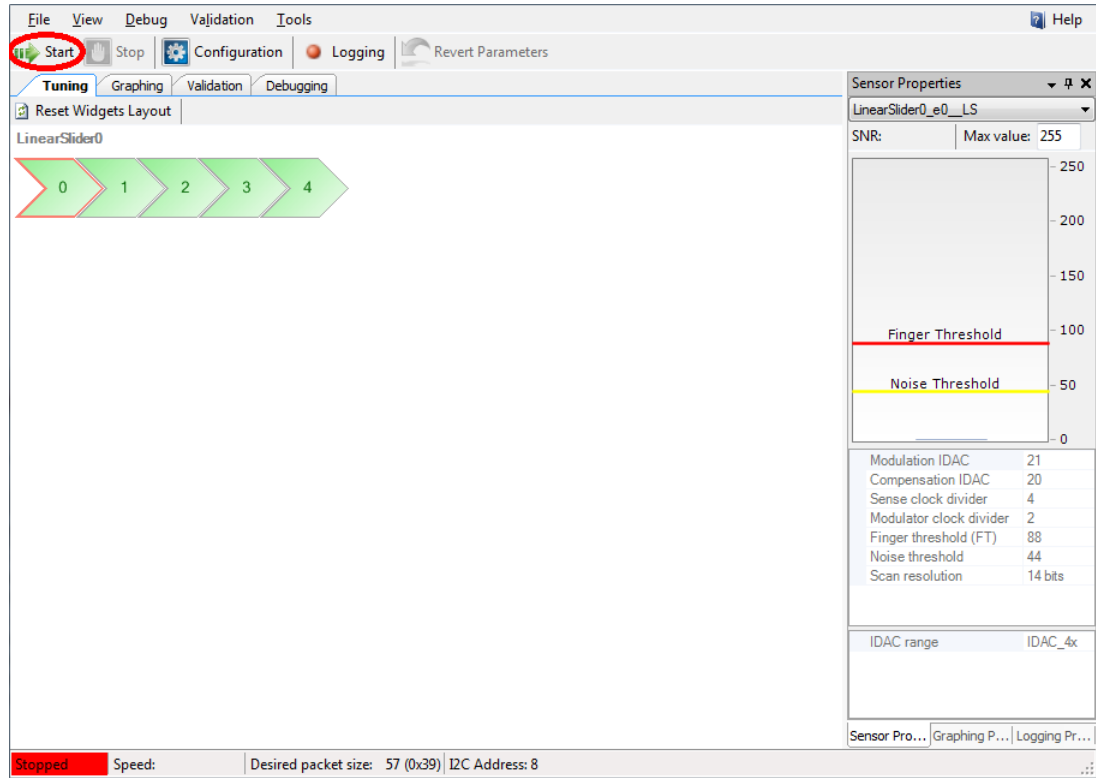 File View Debug Validation Tools Help
Start Stop Configuration Logging Revert Parameters
Tuning Graphing Validation Debugging
Reset Widgets Layout
LinearSlider0
0 1 2 3 4
Sensor Properties
LinearSlider0_e0__LS
SNR: Max value: 255
250
200
150
Finger Threshold
100
Noise Threshold
50
0
Modulation IDAC 21
Compensation IDAC 20
Sense clock divider 4
Modulator clock divider 2
Finger threshold (FT) 88
Noise threshold 44
Scan resolution 14 bits
IDAC range IDAC_4x
Sensor Pro... Graphing P... Logging Pr...
Stopped Speed: Desired packet size: 57 (0x39) I2C Address: 8